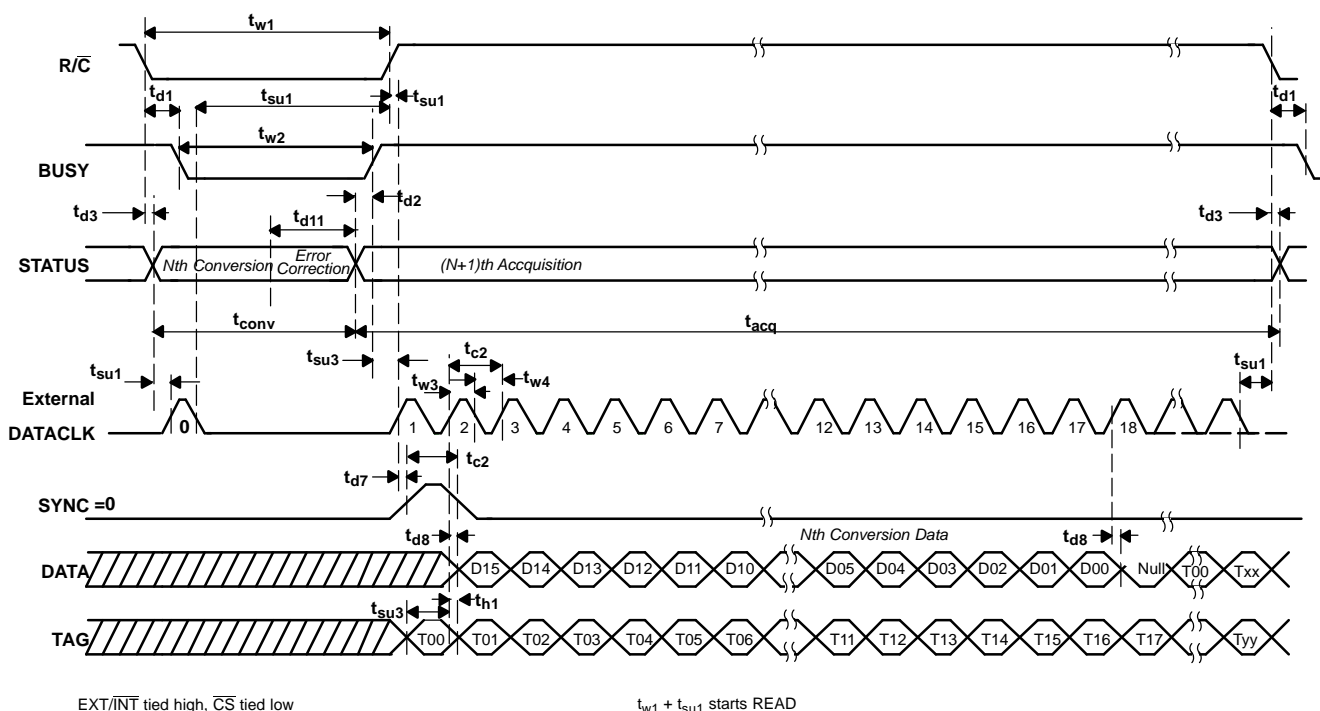 tw1
R/C
td1
tsu1
tsu1
td1
tw2
BUSY
td2
td3
td11
td3
STATUS
Nth Conversion
Error
Correction
(N+1)th Accquisition
tconv
tacq
tsu3
tc2
tsu1
tw3
tw4
tsu1
External
DATACLK
0 1 2 3 4 5 6 7 12 13 14 15 16 17 18
tc2
td7
SYNC =0
Nth Conversion Data
td8
td8
DATA
D15 D14 D13 D12 D11 D10 D05 D04 D03 D02 D01 D00 Null T00 Txx
tsu3
th1
TAG
T00 T01 T02 T03 T04 T05 T06 T11 T12 T13 T14 T15 T16 T17 Tyy
EXT/INT tied high, CS tied low
tw1 + tsu1 starts READ